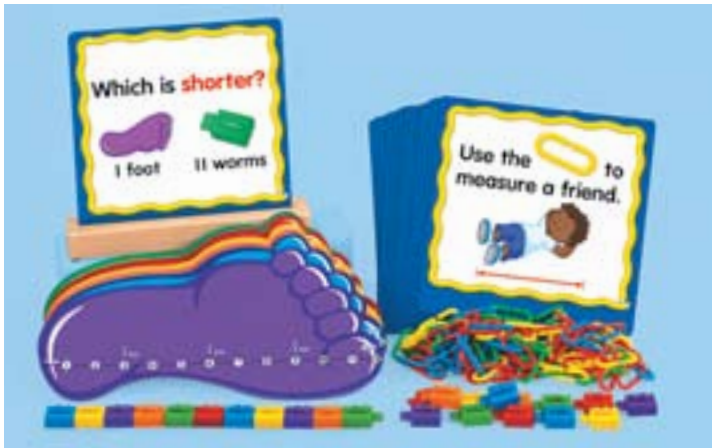 Which is shorter?
1 foot
11 worms
Use the to
measure a friend.